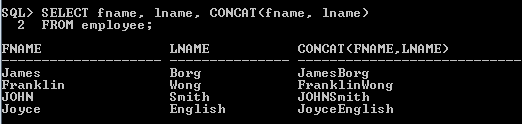 SQL> SELECT fname, lname, CONCAT(fname, lname)
2 FROM employee;
FNAME LNAME CONCAT(FNAME,LNAME)
James Borg JamesBorg
Franklin Wong FranklinWong
JOHN Smith JOHNSmith
Joyce English JoyceEnglish